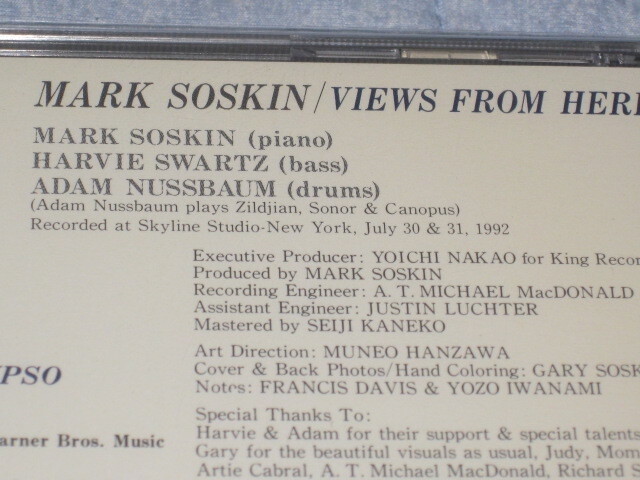 MARK SOSKIN/VIEWS FROM HER
MARK SOSKIN (piano)
HARVIE SWARTZ (bass)
ADAM NUSSBAUM (drums)
(Adam Nussbaum plays Zildjian, Sonor & Canopus)
Recorded at Skyline Studio-New York, July 30 & 31, 1992
Executive Producer: YOICHI NAKAO for King Recor
Produced by MARK SOSKIN
Recording Engineer: A. T. MICHAEL MacDONALD
Assistant Engineer: JUSTIN LUCHTER
Mastered by SEIJI KANEKO
Art Direction: MUNEO HANZAWA
Cover & Back Photos/Hand Coloring: GARY SOSK
Notes: FRANCIS DAVIS & YOZO IWANAMI
YPSO
Special Thanks To:
Harvie & Adam for their support & special talents
arner Bros. Music
Gary for the beautiful visuals as usual, Judy, Mom
Artie Cabral, A. T. Michael MacDonald, Richard S